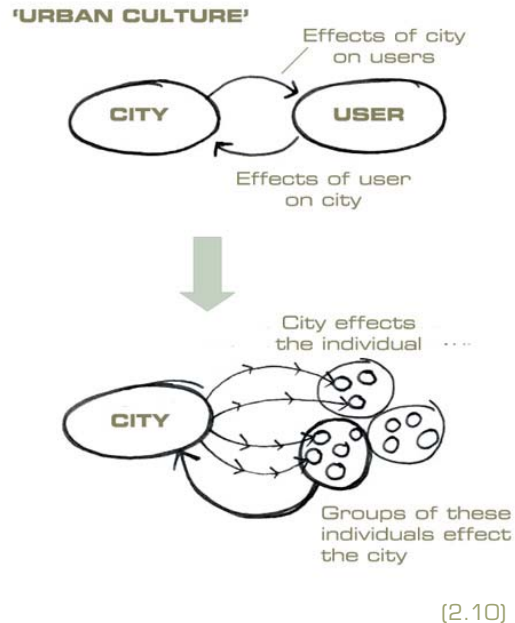 'URBAN CULTURE'
Effects of city
on users
CITY
USER
Effects of user
on city
City effects
the individual ....
CITY
Groups of these
individuals effect
the city
(2.10)